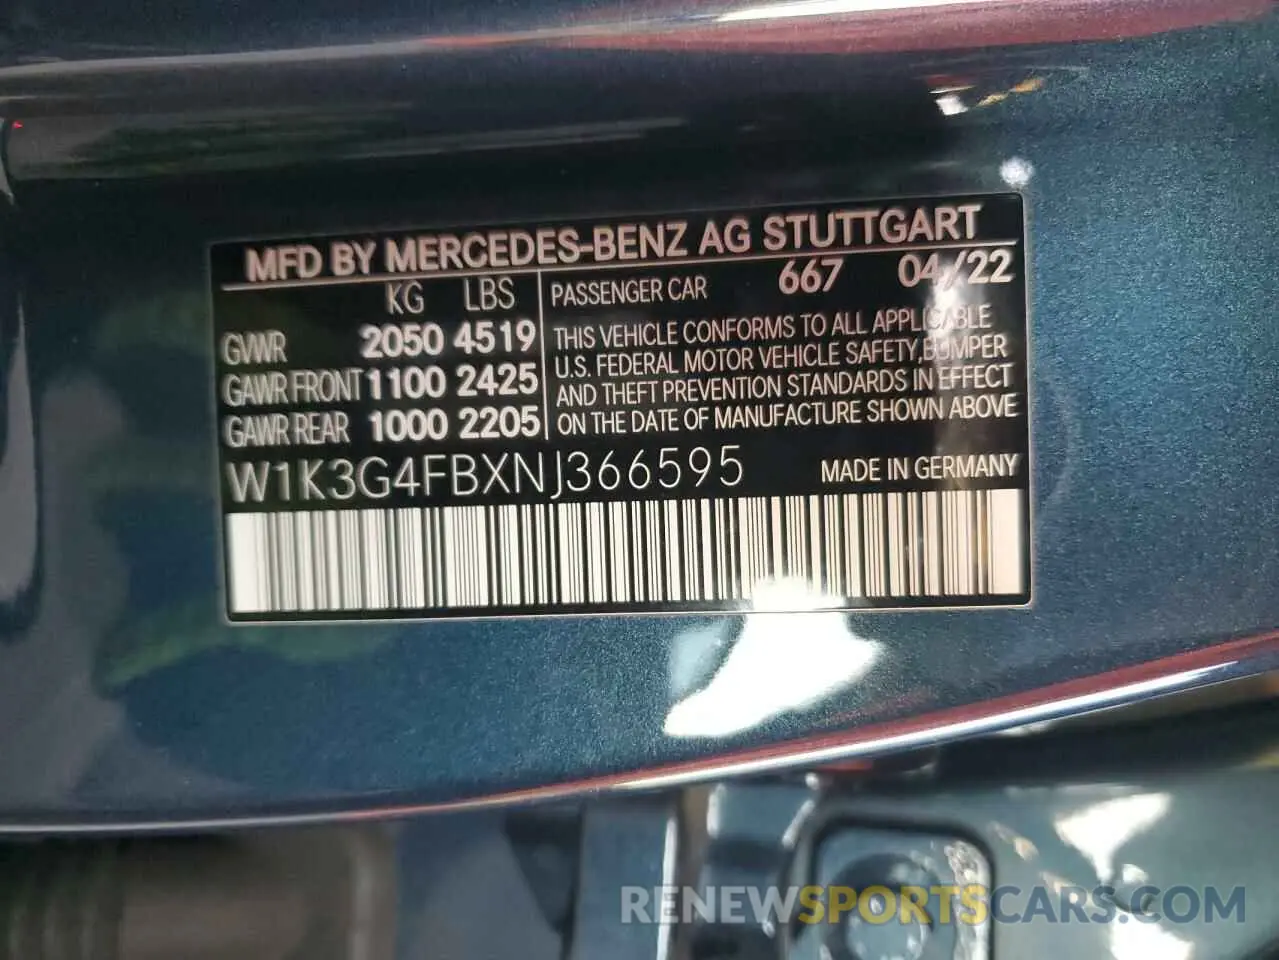 MFD BY MERCEDES-BENZ AG STUTTGART
KG LBS PASSENGER CAR 667 04/22
GVWR 2050 4519
GAWR FRONT 1100 2425
GAWR REAR 1000 2205
THIS VEHICLE CONFORMS TO ALL APPLICABLE
U.S. FEDERAL MOTOR VEHICLE SAFETY, BUMPER
AND THEFT PREVENTION STANDARDS IN EFFECT
ON THE DATE OF MANUFACTURE SHOWN ABOVE
W1K3G4FBXNJ366595 MADE IN GERMANY
RENEWSPORTSCARS.COM